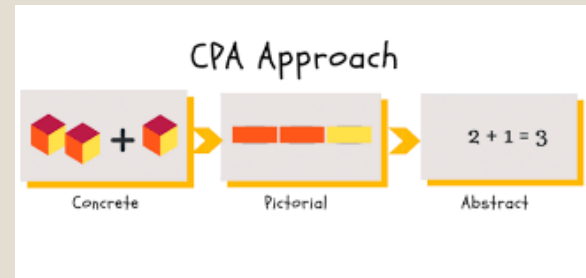 CPA Approach
+
2 + 1 = 3
Concrete Pictorial Abstract